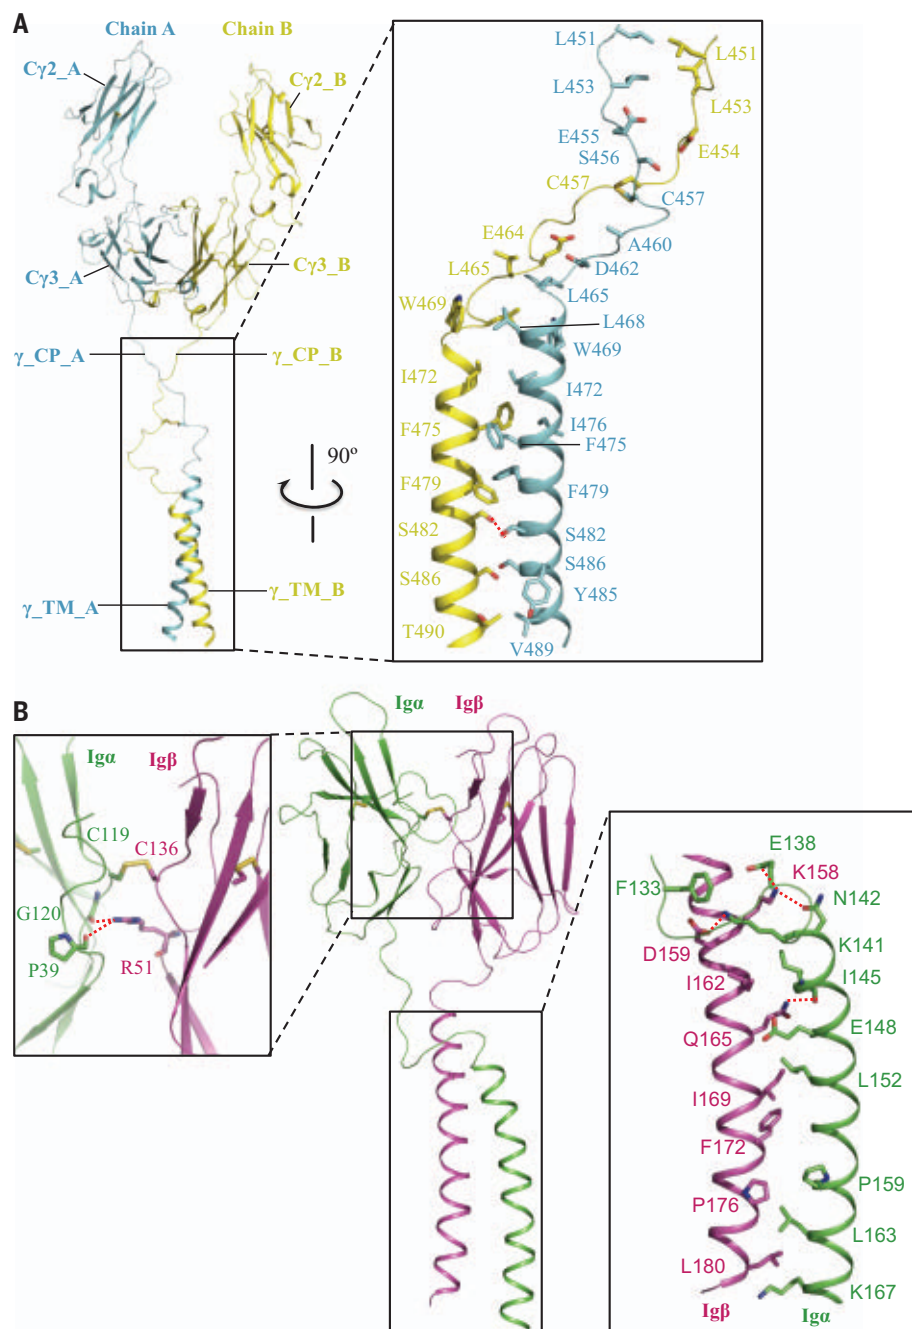 A
Chain A
Chain B
Cγ2_A
Cγ2_B
Cγ3_A
Cγ3_B
γ_CP_A
γ_CP_B
90º
γ_TM_A
γ_TM_B
L451
L451
L453
L453
E455
E454
S456
C457
C457
E464
A460
D462
L465
L465
W469
L468
W469
I472
I472
I476
F475
F475
F479
F479
S482
S482
S486
S486
Y485
T490
V489
B
Igα
Igβ
Igα
Igβ
C119
C136
G120
P39
R51
E138
K158
F133
N142
D159
K141
I162
I145
Q165
E148
L152
I169
F172
P176
P159
L163
L180
K167
Igβ
Igα